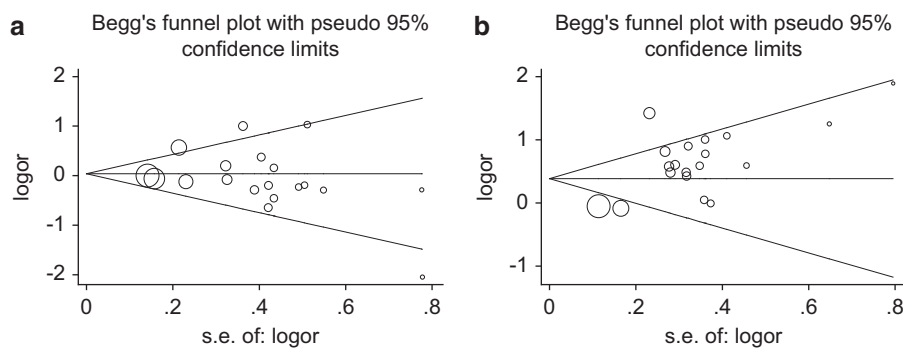 a
Begg's funnel plot with pseudo 95%
confidence limits
2
1
0
-1
-2
logor
0
.2
.4
.6
.8
s.e. of: logor
b
Begg's funnel plot with pseudo 95%
confidence limits
2
1
0
-1
logor
0
.2
.4
.6
.8
s.e. of: logor